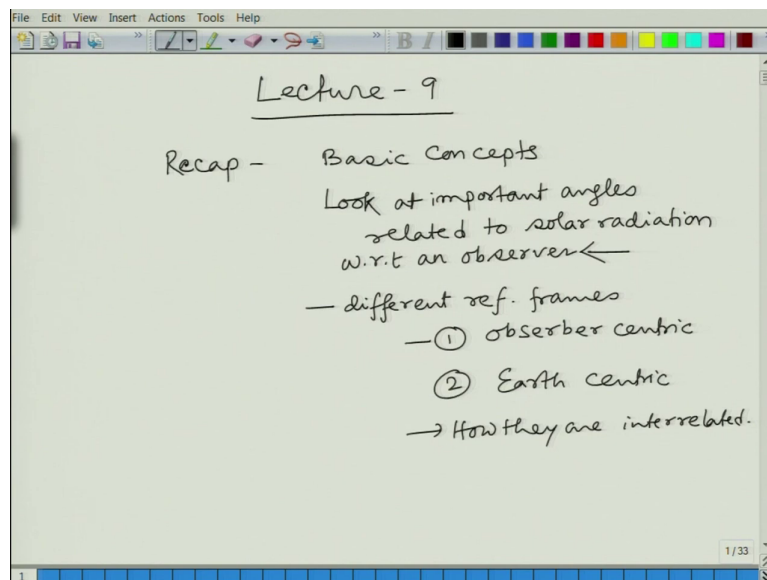 File Edit View Insert Actions Tools Help
B I
Lecture - 9
Recap - Basic Concepts
Look at important angles
related to solar radiation
w.r.t an observer ←
- different ref. frames
- ① obserber centric
② Earth centric
→ How they are interrelated.
1/33
1